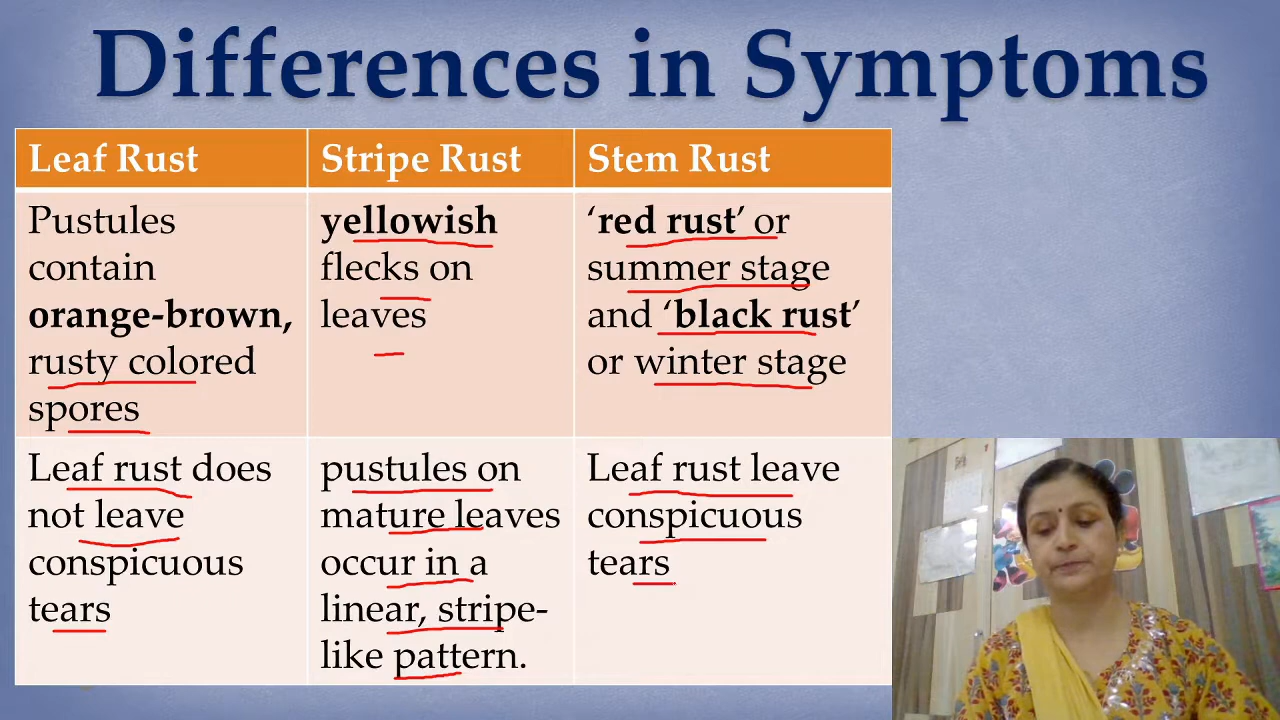 Differences in Symptoms
Leaf Rust
Stripe Rust
Stem Rust
Pustules
contain
orange-brown,
rusty colored
spores
yellowish
flecks on
leaves
‘red rust’ or
summer stage
and ‘black rust’
or winter stage
Leaf rust does
not leave
conspicuous
tears
pustules on
mature leaves
occur in a
linear, stripe-
like pattern.
Leaf rust leave
conspicuous
tears